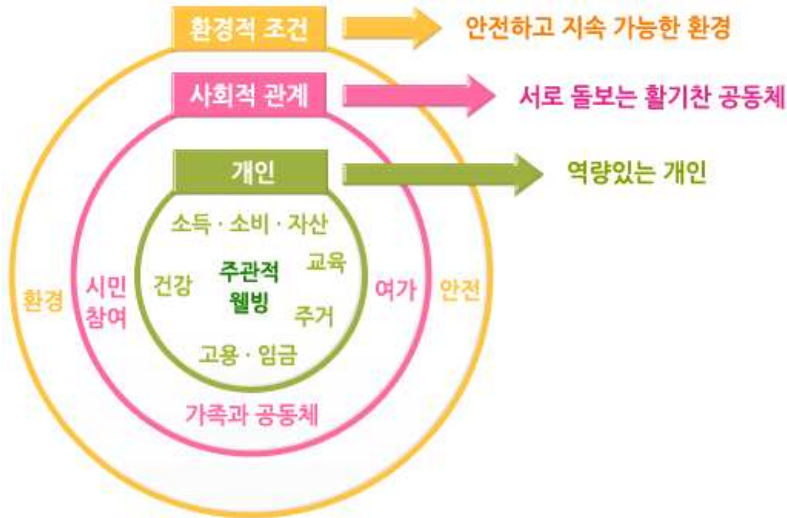 환경적 조건
안전하고 지속 가능한 환경
사회적 관계
서로 돌보는 활기찬 공동체
개인
역량있는 개인
소득 · 소비 · 자산
교육
건강
주관적
웰빙
주거
고용 · 임금
시민
참여
여가
환경
안전
가족과 공동체